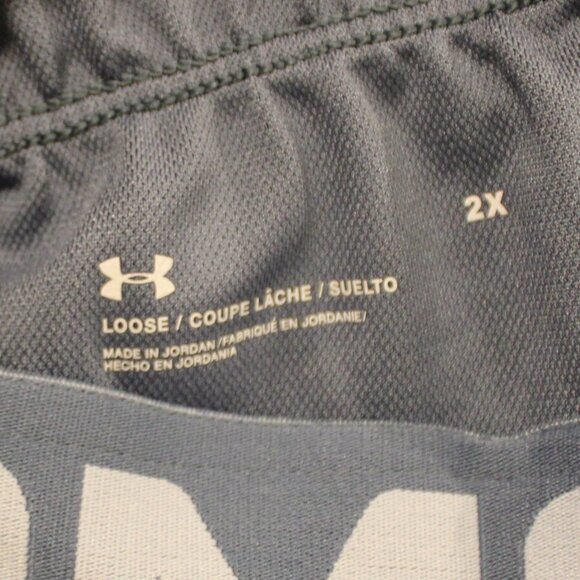 2X
LOOSE / COUPE LÂCHE / SUELTO
MADE IN JORDAN /FABRIQUÉ EN JORDANIE/
HECHO EN JORDANIA